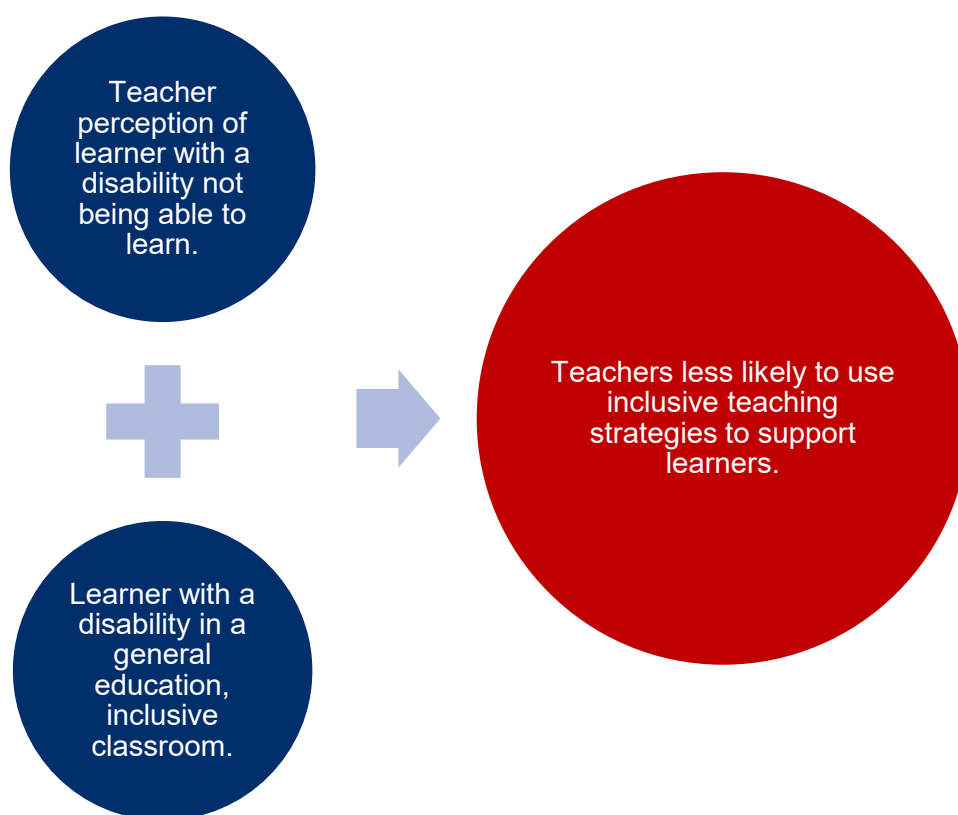 Teacher
perception of
learner with a
disability not
being able to
learn.
Learner with a
disability in a
general
education,
inclusive
classroom.
Teachers less likely to use
inclusive teaching
strategies to support
learners.